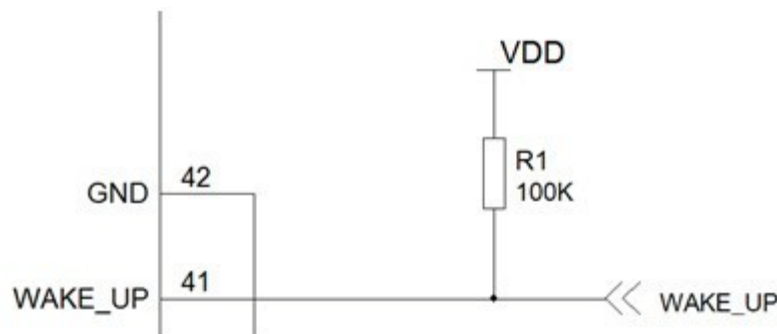 VDD
R1
100K
GND 42
WAKE_UP 41
WAKE_UP